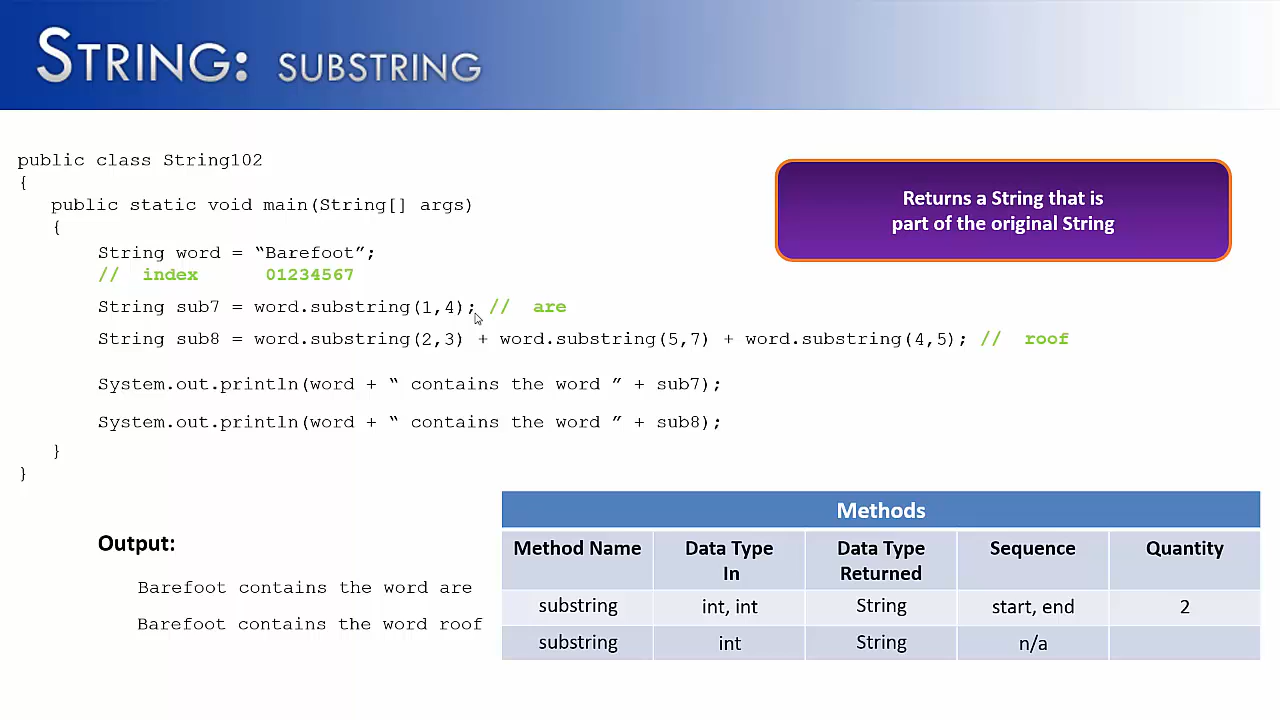 STRING: SUBSTRING
public class String102
{
public static void main(String[] args)
{
String word = “Barefoot”;
// index 01234567
String sub7 = word.substring(1,4); // are
String sub8 = word.substring(2,3) + word.substring(5,7) + word.substring(4,5); // roof
System.out.println(word + “ contains the word ” + sub7);
System.out.println(word + “ contains the word ” + sub8);
}
}
Returns a String that is
part of the original String
Output:
Barefoot contains the word are
Barefoot contains the word roof
Methods
Method Name Data Type In Data Type Returned Sequence Quantity
substring int, int String start, end 2
substring int String n/a